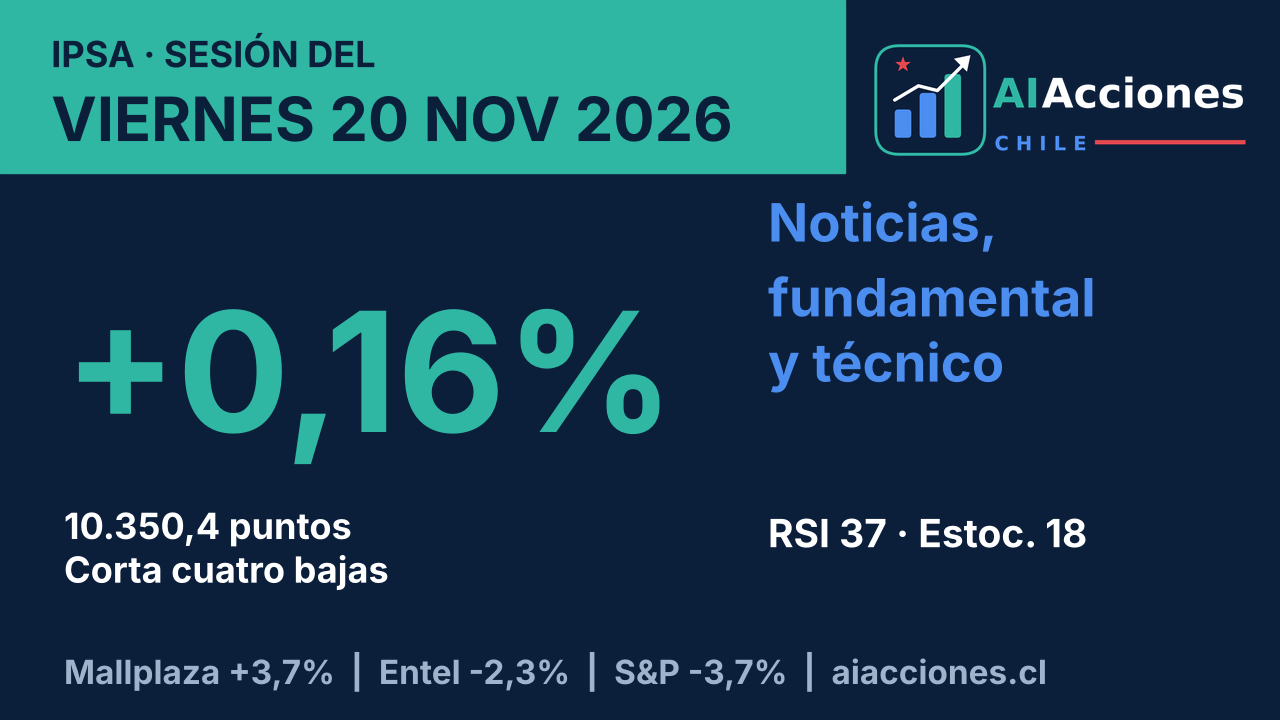 IPSA · SESIÓN DEL
VIERNES 20 NOV 2026
AIAcciones
CHILE
Noticias,
fundamental
y técnico
+0,16%
10.350,4 puntos
Corta cuatro bajas
RSI 37 · Estoc. 18
Mallplaza +3,7% | Entel -2,3% | S&P -3,7% | aiacciones.cl